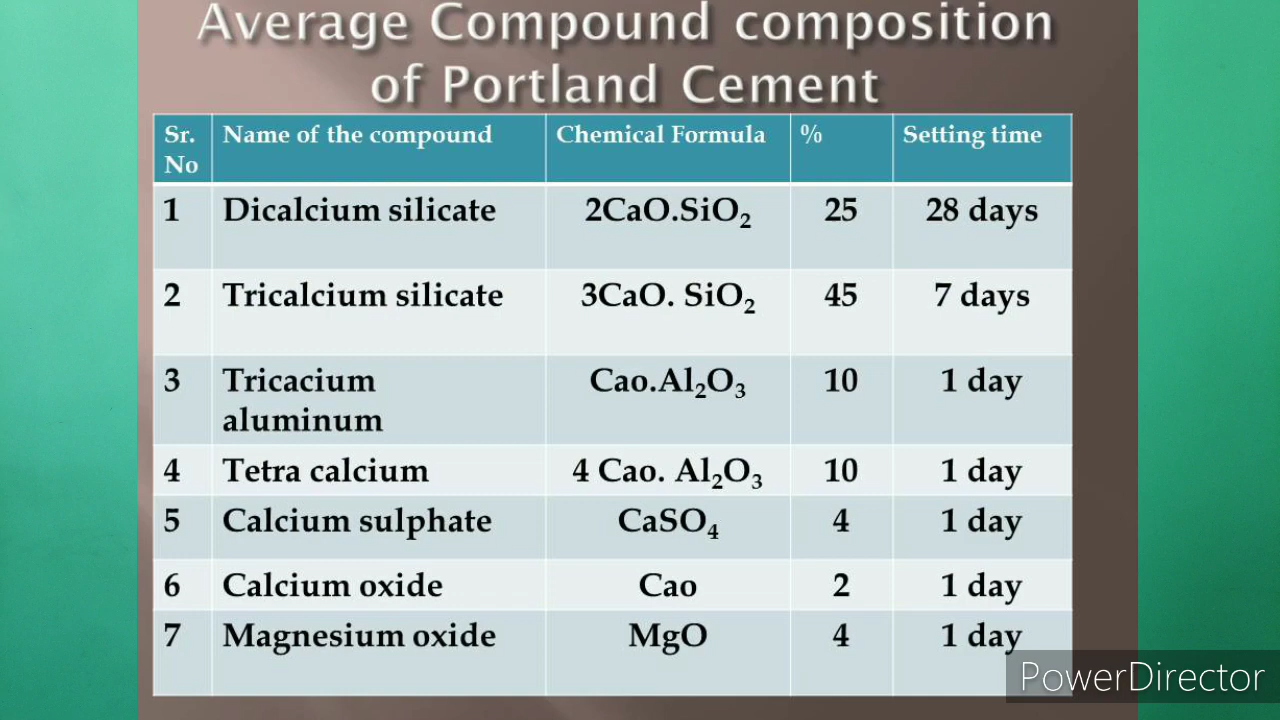 Average Compound composition
of Portland Cement
Sr. No Name of the compound Chemical Formula % Setting time
1 Dicalcium silicate 2CaO.SiO₂ 25 28 days
2 Tricalcium silicate 3CaO. SiO₂ 45 7 days
3 Tricacium aluminum Cao.Al₂O₃ 10 1 day
4 Tetra calcium 4 Cao. Al₂O₃ 10 1 day
5 Calcium sulphate CaSO₄ 4 1 day
6 Calcium oxide Cao 2 1 day
7 Magnesium oxide MgO 4 1 day
PowerDirector